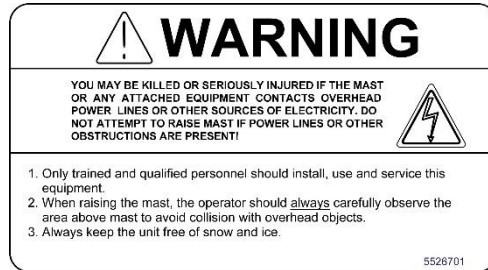 WARNING
YOU MAY BE KILLED OR SERIOUSLY INJURED IF THE MAST
OR ANY ATTACHED EQUIPMENT CONTACTS OVERHEAD
POWER LINES OR OTHER SOURCES OF ELECTRICITY. DO
NOT ATTEMPT TO RAISE MAST IF POWER LINES OR OTHER
OBSTRUCTIONS ARE PRESENT!
1. Only trained and qualified personnel should install, use and service this
equipment.
2. When raising the mast, the operator should always carefully observe the
area above mast to avoid collision with overhead objects.
3. Always keep the unit free of snow and ice.
5526701